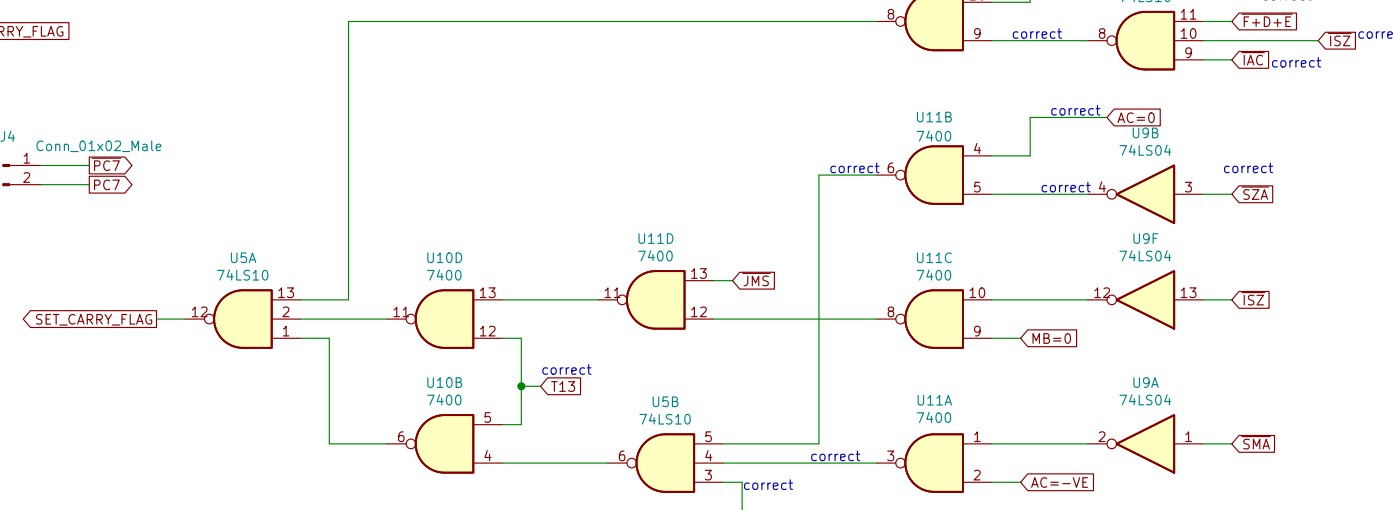 correct
74LS10
8
11
F+D+E
RRY_FLAG
9
correct
8
10
ISZ
corre
9
IAC
correct
U11B
7400
correct
AC=0
U9B
74LS04
J4
Conn_01x02_Male
1
PC7
4
correct
6
correct
2
PC7
5
correct
4
3
SZA
U5A
74LS10
U10D
7400
U11D
7400
U11C
7400
U9F
74LS04
13
JMS
13
13
11
10
12
13
ISZ
SET_CARRY_FLAG
12
2
11
12
8
1
12
9
MB=0
correct
T13
U10B
7400
U5B
74LS10
U11A
7400
U9A
74LS04
5
6
4
5
6
4
correct
3
1
2
1
SMA
3
correct
2
AC=-VE